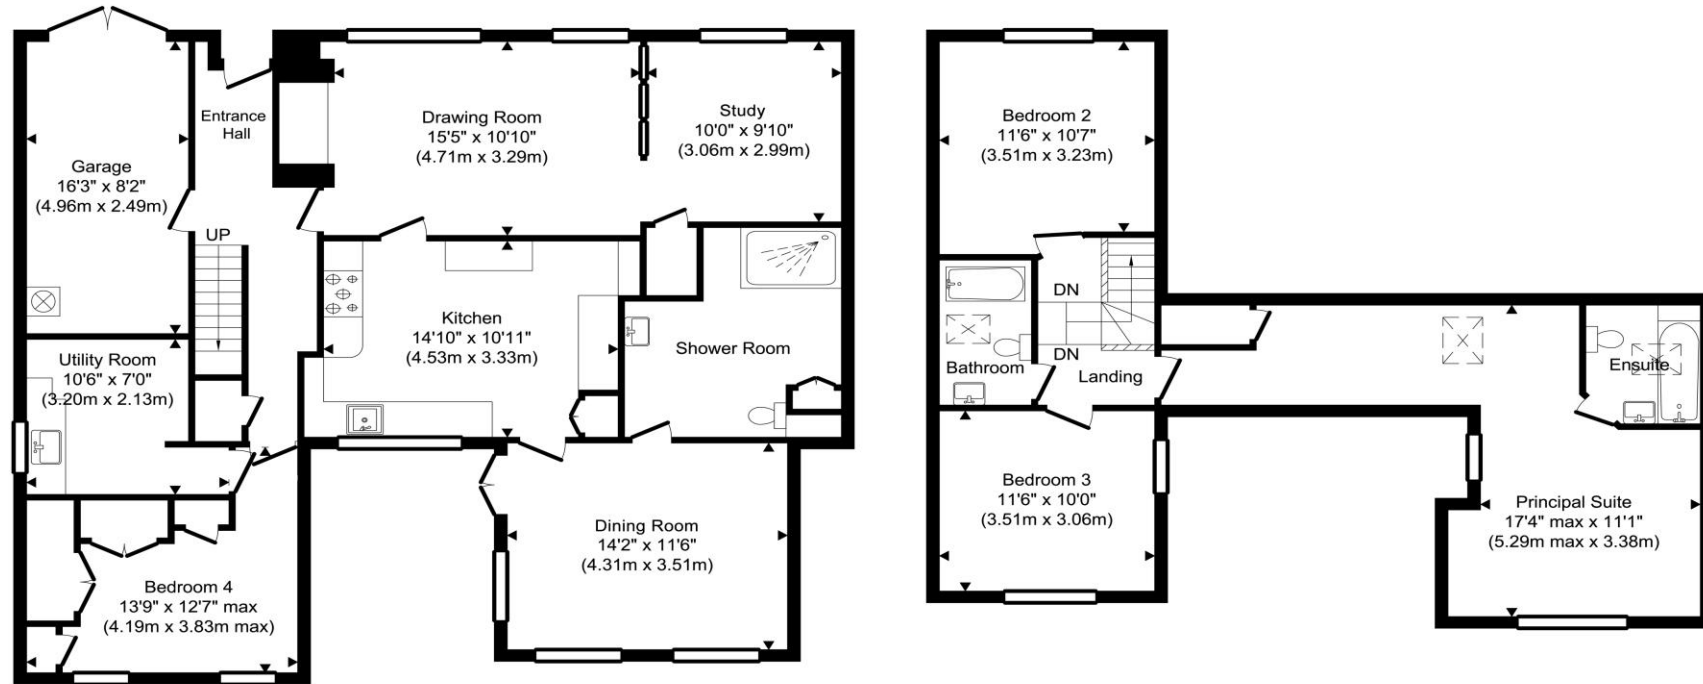 Entrance
Hall
Garage
16'3" x 8'2"
(4.96m x 2.49m)
UP
Drawing Room
15'5" x 10'10"
(4.71m x 3.29m)
Study
10'0" x 9'10"
(3.06m x 2.99m)
Kitchen
14'10" x 10'11"
(4.53m x 3.33m)
Shower Room
Utility Room
10'6" x 7'0"
(3.20m x 2.13m)
Dining Room
14'2" x 11'6"
(4.31m x 3.51m)
Bedroom 4
13'9" x 12'7" max
(4.19m x 3.83m max)
Bedroom 2
11'6" x 10'7"
(3.51m x 3.23m)
DN
DN
Bathroom
Landing
Ensuite
Bedroom 3
11'6" x 10'0"
(3.51m x 3.06m)
Principal Suite
17'4" max x 11'1"
(5.29m max x 3.38m)